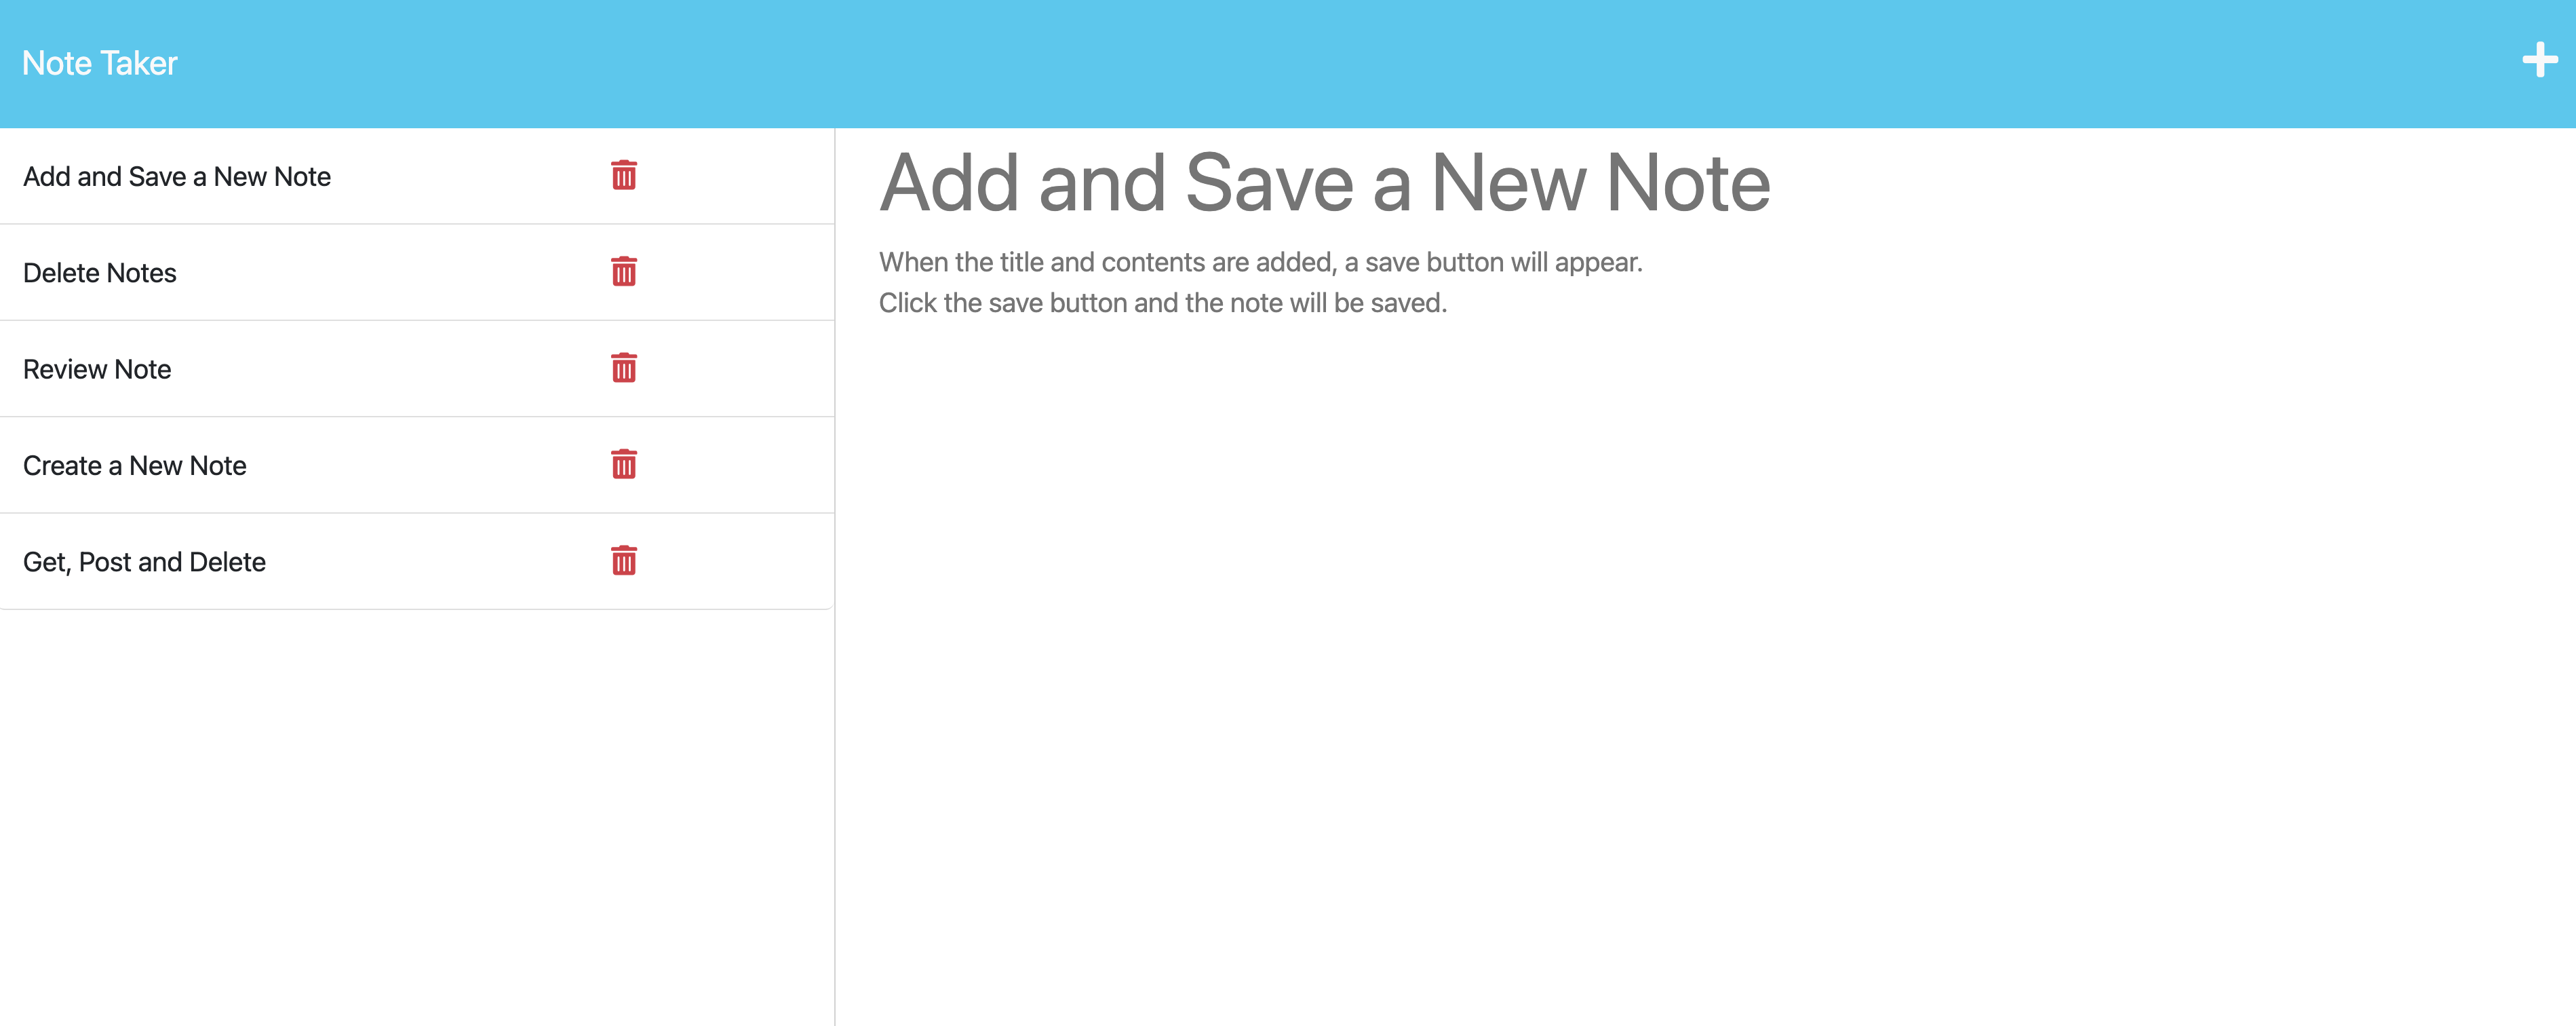 Note Taker
Add and Save a New Note
Delete Notes
Review Note
Create a New Note
Get, Post and Delete
Add and Save a New Note
When the title and contents are added, a save button will appear.
Click the save button and the note will be saved.